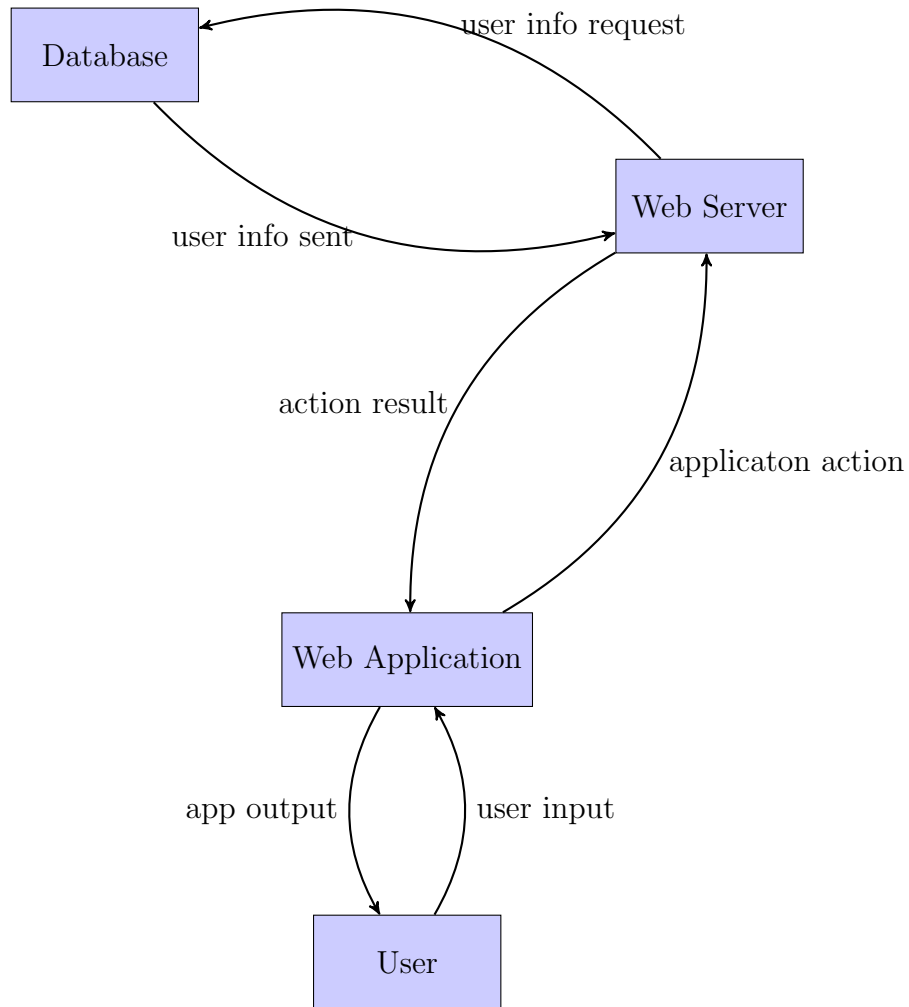 user info request
Database
Web Server
user info sent
action result
applicaton action
Web Application
app output
user input
User